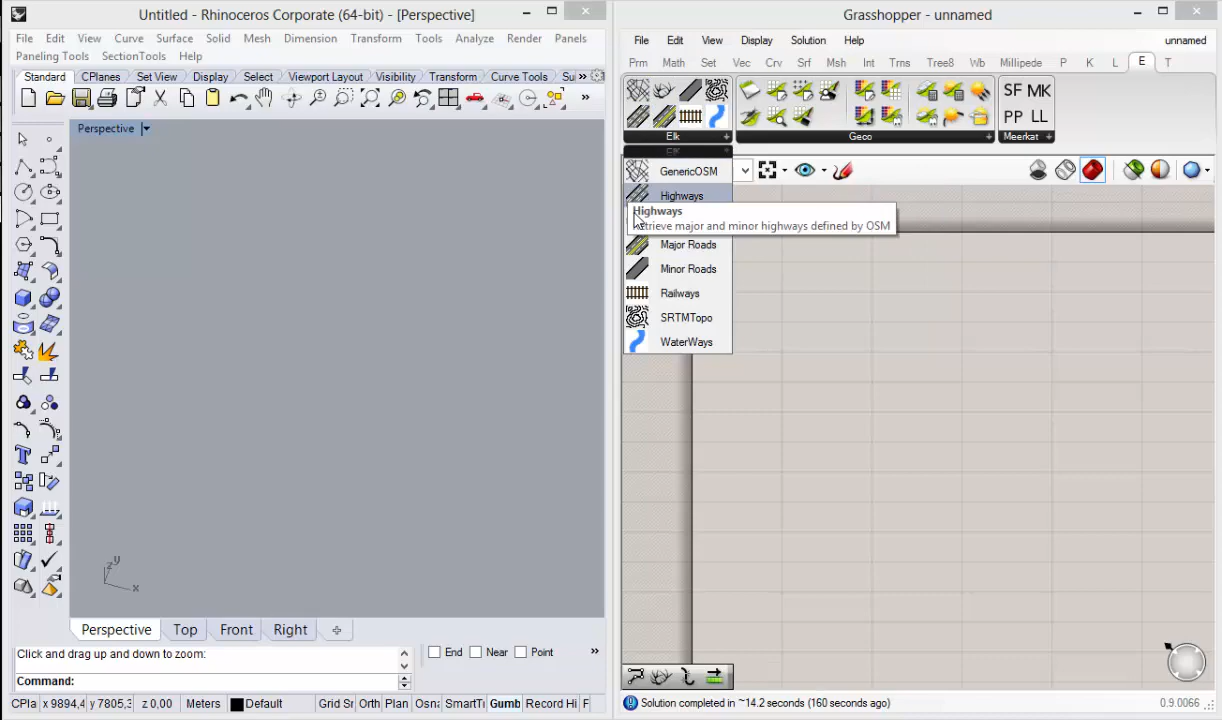 Untitled - Rhinoceros Corporate (64-bit) - [Perspective]
File Edit View Curve Surface Solid Mesh Dimension Transform Tools Analyze Render Panels
Paneling Tools SectionTools Help
Standard CPlanes Set View Display Select Viewport Layout Visibility Transform Curve Tools Su »
»
Perspective
z y
x
Perspective Top Front Right
Click and drag up and down to zoom:
Command:
End Near Point »
CPla x 9894,4 y 7805,3 z 0,00 Meters Default Grid Sr Orth Plan Osna SmartTi Gumb Record Hi F
Grasshopper - unnamed
File Edit View Display Solution Help unnamed
Prm Math Set Vec Crv Srf Msh Int Trns Tree8 Wb Millipede P K L E T
SF MK
PP LL
Elk Geco Meerkat
Elk
GenericOSM
Highways
Highways
etrieve major and minor highways defined by OSM
Major Roads
Minor Roads
Railways
SRTMTopo
WaterWays
Solution completed in ~14.2 seconds (160 seconds ago) 0.9.0066